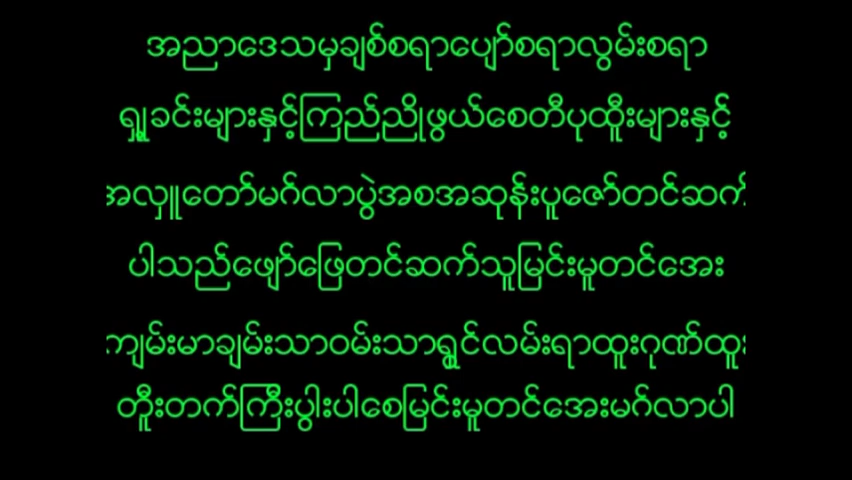 အညာဒေသမှချစ်စရာပျော်စရာလွမ်းစရာ
ရှု့ခင်းများနှင့်ကြည်ညိုဖွယ်စေတီပုထိူးများနှင့်
အလှူတော်မင်္ဂလာပွဲအစအဆုန်းပူဇော်တင်ဆက်
ပါသည်ဖျော်ဖြေတင်ဆက်သူမြင်းမူတင်အေး
ကျမ်းမာချမ်းသာဝမ်းသာရွှင်လမ်းရာထူးဂုဏ်ထူး
တိူးတက်ကြီးပွါးပါစေမြင်းမူတင်အေးမင်္ဂလာပါ